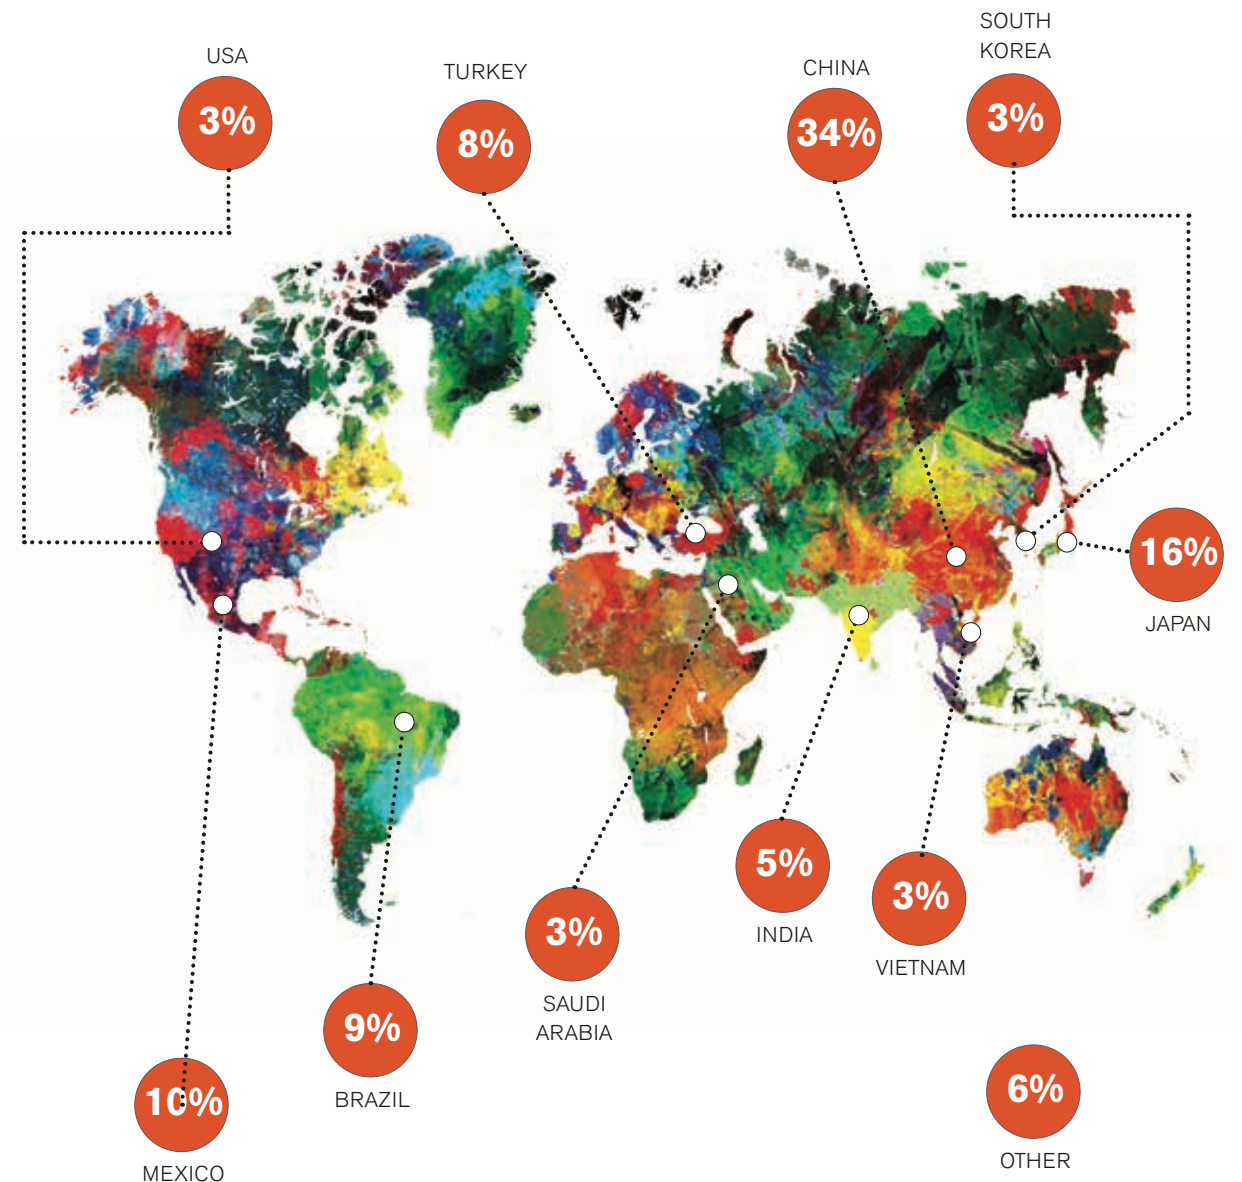 USA
3%
TURKEY
8%
CHINA
34%
SOUTH
KOREA
3%
16%
JAPAN
5%
INDIA
3%
VIETNAM
3%
SAUDI
ARABIA
9%
BRAZIL
10%
MEXICO
6%
OTHER